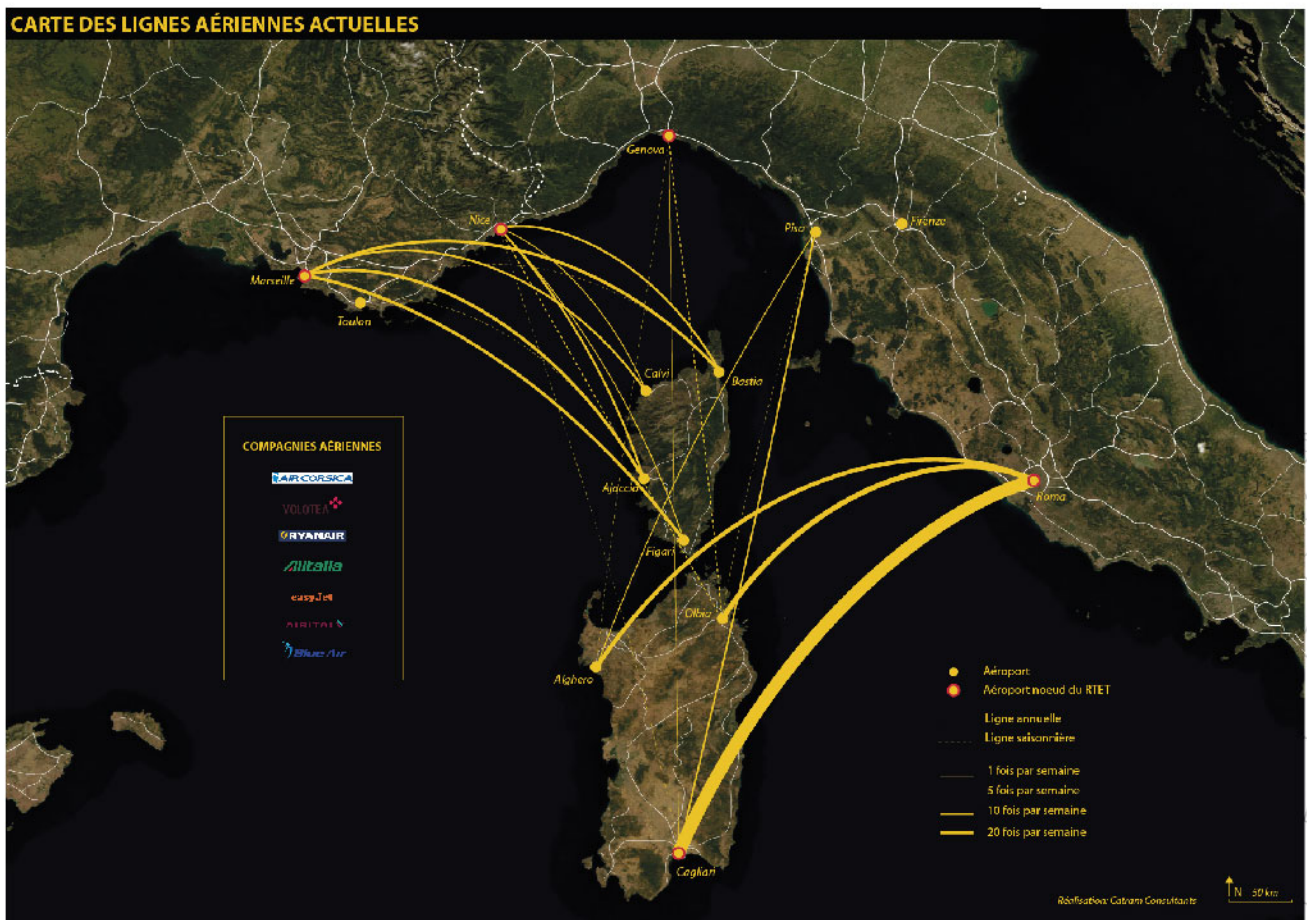 CARTE DES LIGNES AÉRIENNES ACTUELLES
Genova
Nice
Pisa
Firenze
Marseille
Toulon
Calvi
Bastia
Ajaccio
Roma
Figari
Olbia
Alghero
Cagliari
COMPAGNIES AÉRIENNES
AIR CORSICA
VOLOTEA
RYANAIR
Alitalia
easyJet
Blue Air
Aéroport
Aéroport noeud du RTET
Ligne annuelle
Ligne saisonnière
1 fois par semaine
5 fois par semaine
10 fois par semaine
20 fois par semaine
Réalisation: Catram Consultants
N 50 km